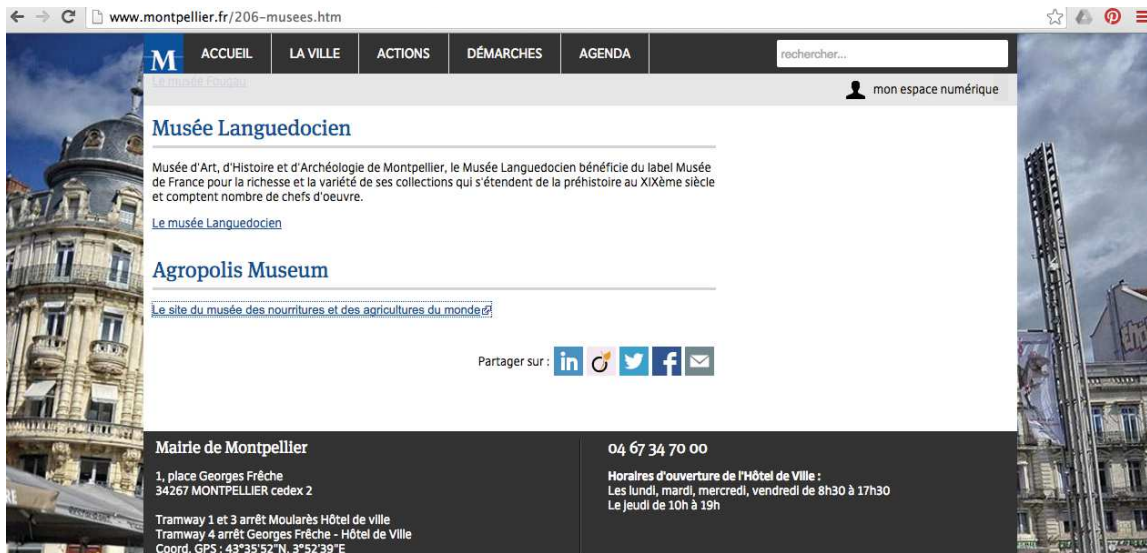 www.montpellier.fr/206-musees.htm
M ACCUEIL LA VILLE ACTIONS DÉMARCHES AGENDA rechercher...
Le musée Fougau
mon espace numérique
Musée Languedocien
Musée d'Art, d'Histoire et d'Archéologie de Montpellier, le Musée Languedocien bénéficie du label Musée
de France pour la richesse et la variété de ses collections qui s'étendent de la préhistoire au XIXème siècle
et comptent nombre de chefs d'oeuvre.
Le musée Languedocien
Agropolis Museum
Le site du musée des nourritures et des agricultures du monde
Partager sur : in f
Mairie de Montpellier
1, place Georges Frêche
34267 MONTPELLIER cedex 2
Tramway 1 et 3 arrêt Moularès Hôtel de ville
Tramway 4 arrêt Georges Frêche - Hôtel de Ville
Coord. GPS : 43°35'52"N, 3°52'39"E
04 67 34 70 00
Horaires d'ouverture de l'Hôtel de Ville :
Les lundi, mardi, mercredi, vendredi de 8h30 à 17h30
Le jeudi de 10h à 19h